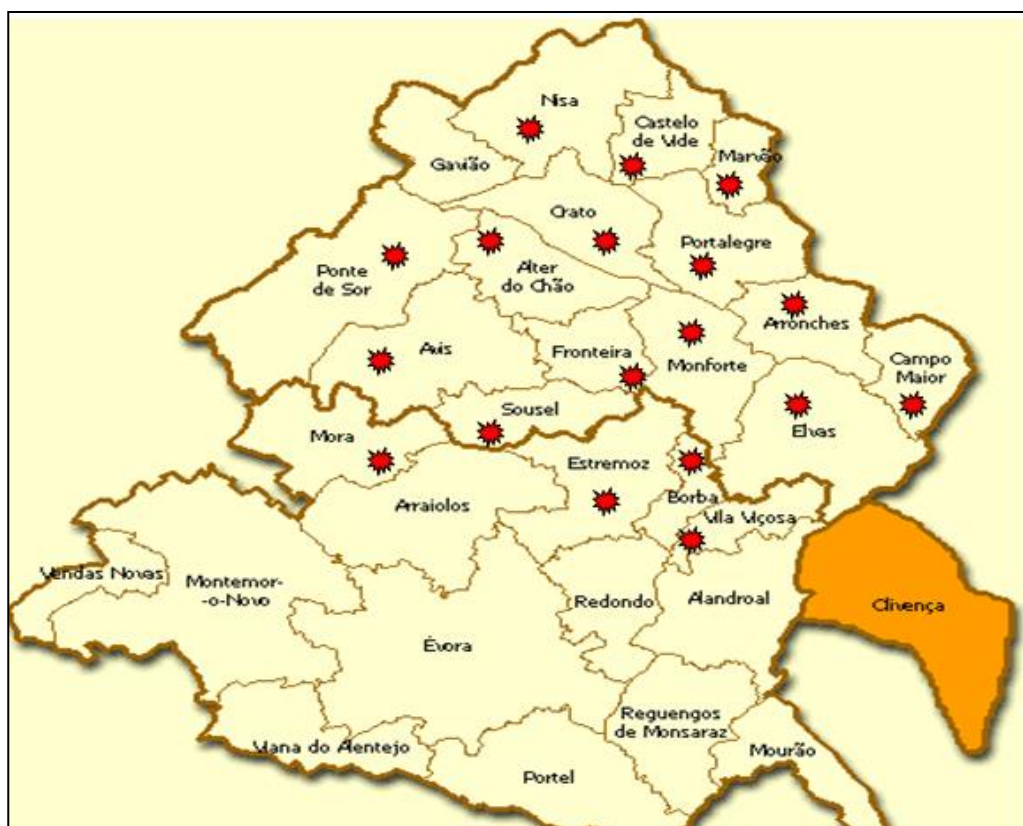 Nisa
Castelo
de Vide
Marvão
Gavião
Crato
Portalegre
Ponte
de Sor
Alter
do Chão
Arronches
Avis
Fronteira
Monforte
Campo
Maior
Sousel
Elvas
Mora
Estremoz
Borba
Arraiolos
Vila Viçosa
Vendas Novas
Montemor-
-o-Novo
Redondo
Alandroal
Olivença
Évora
Reguengos
de Monsaraz
Viana do Alentejo
Mourão
Portel